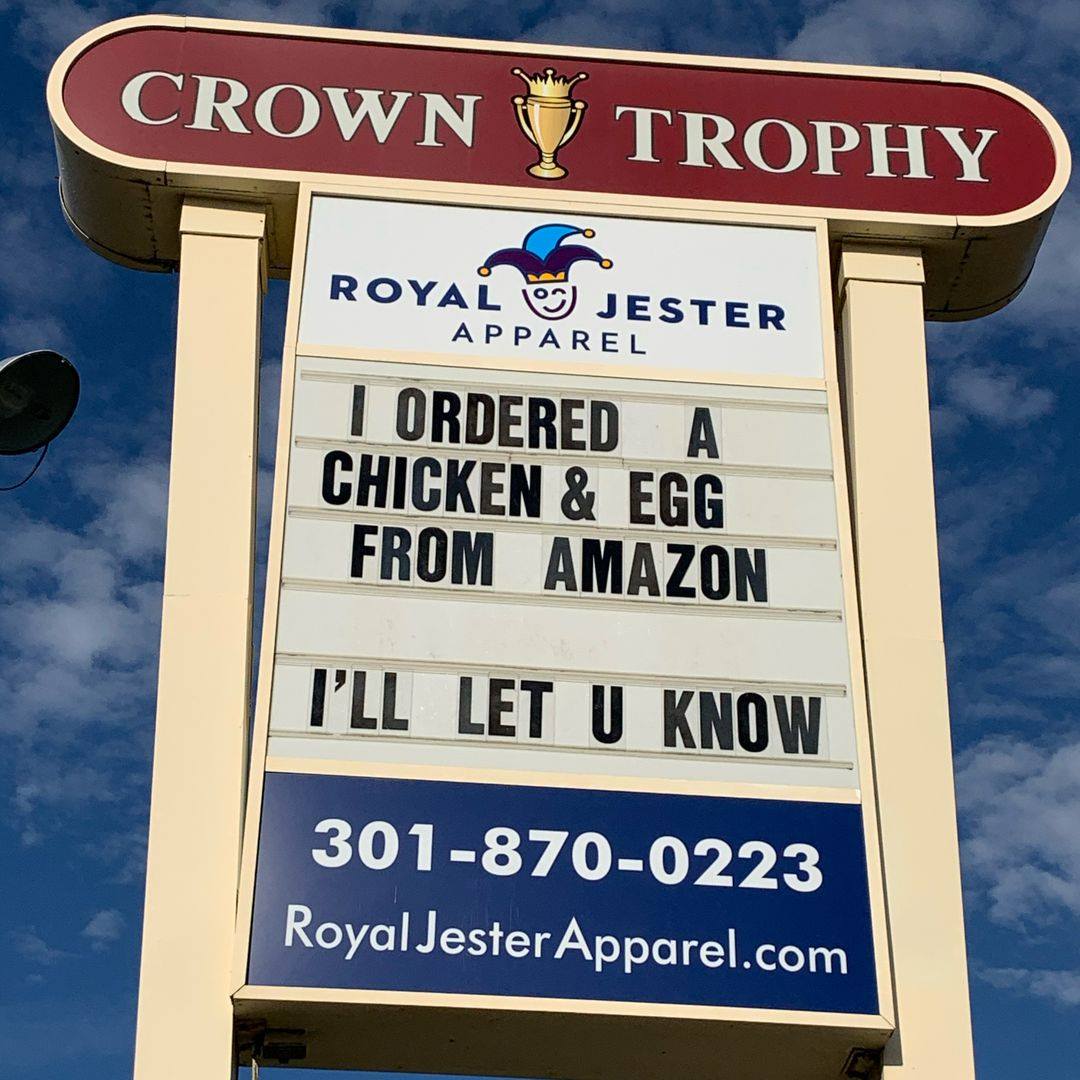 CROWN TROPHY
ROYAL JESTER
APPAREL
I ORDERED A
CHICKEN & EGG
FROM AMAZON
I'LL LET U KNOW
301-870-0223
RoyalJesterApparel.com